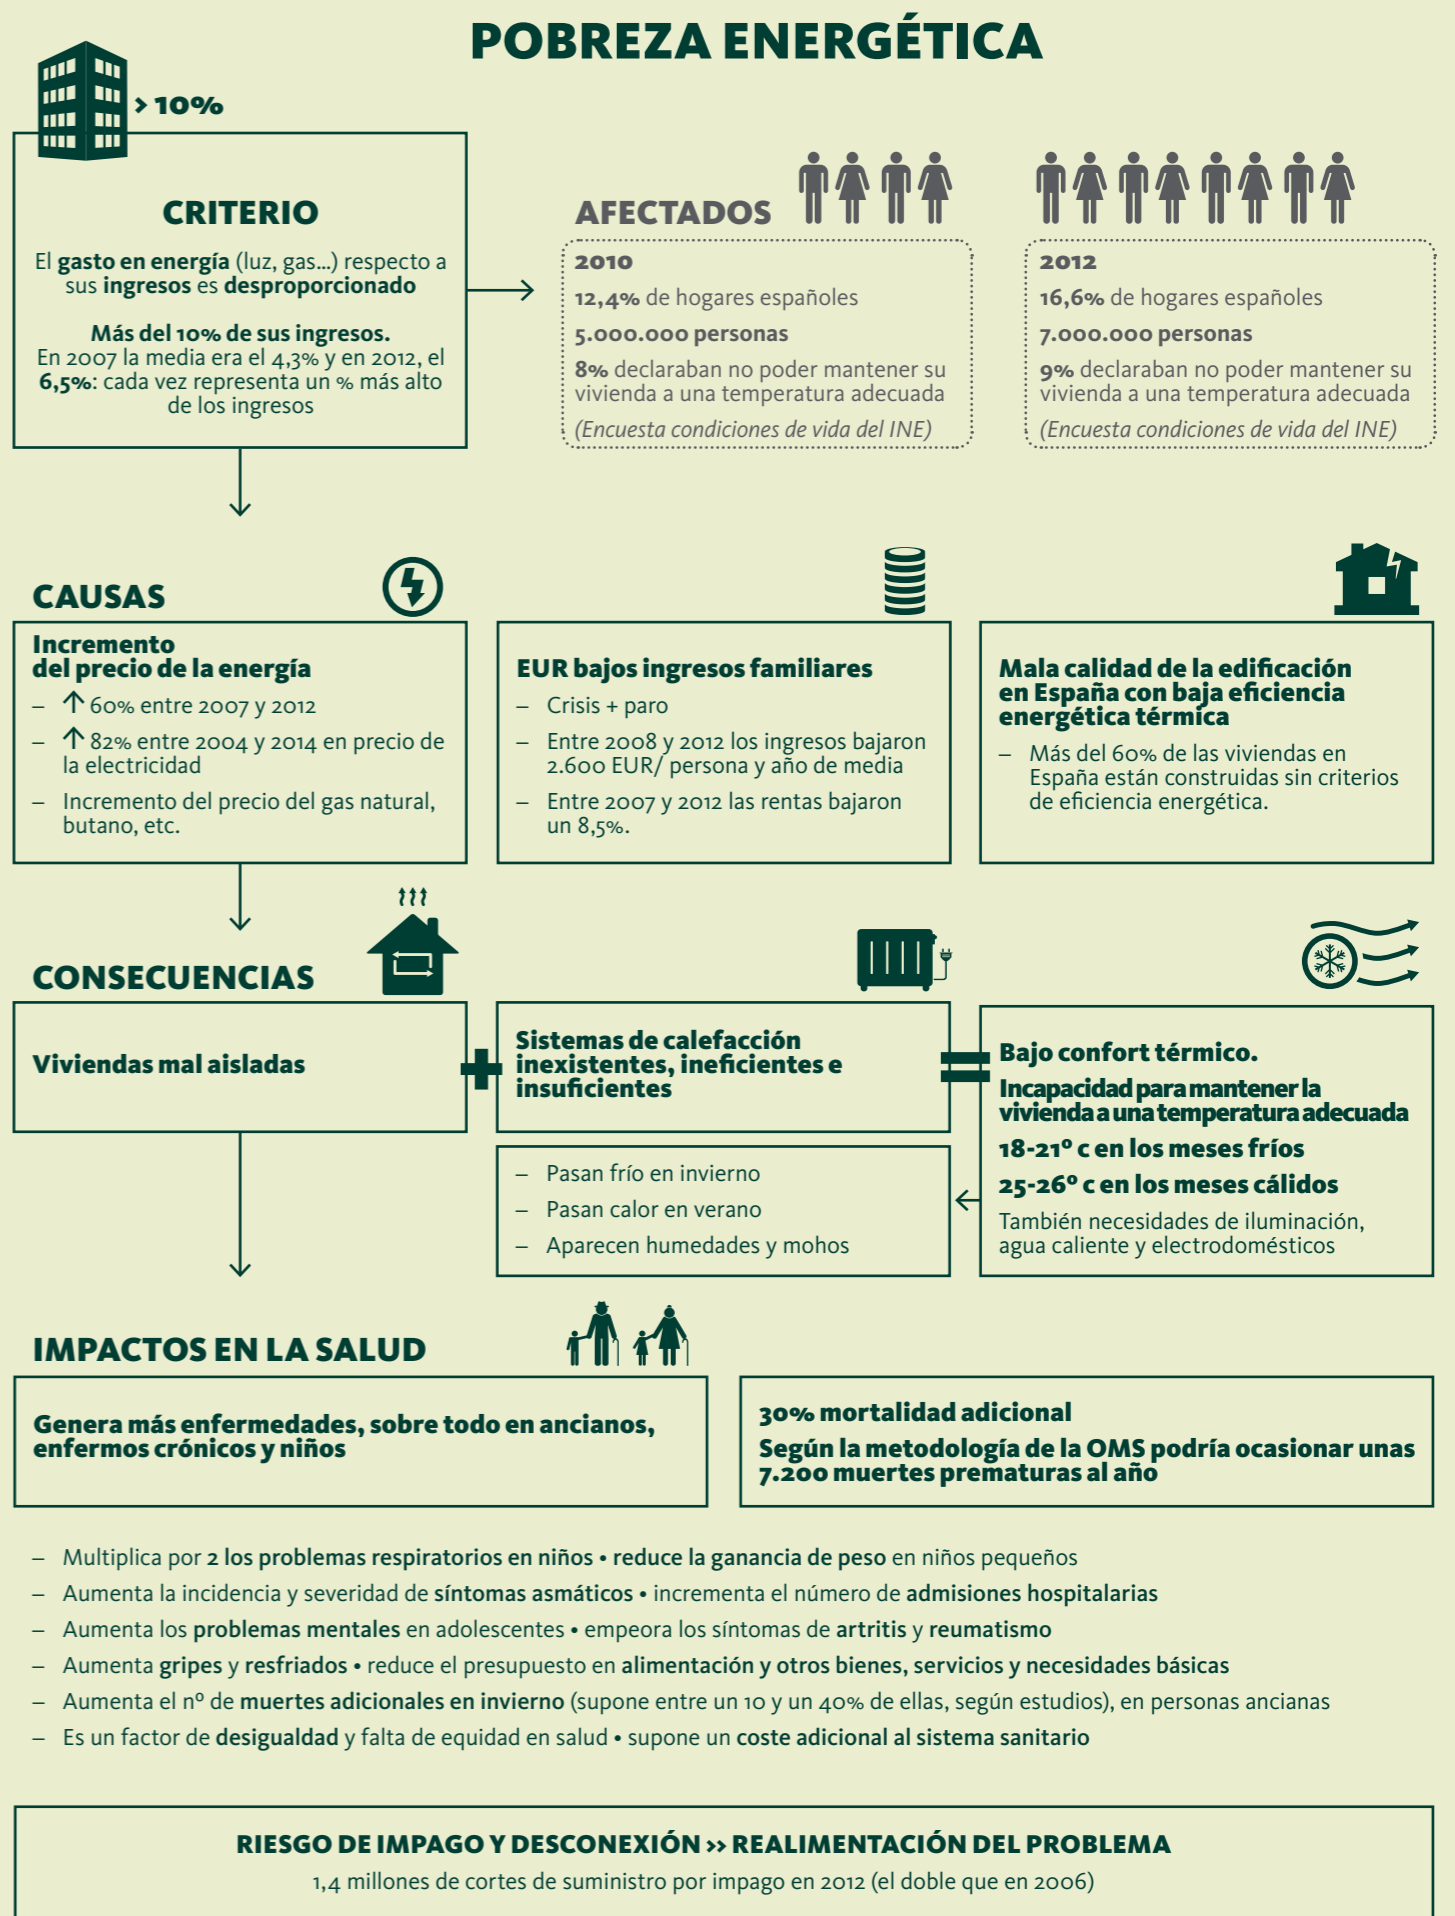 POBREZA ENERGÉTICA
> 10%
CRITERIO
El gasto en energía (luz, gas...) respecto a
sus ingresos es desproporcionado
Más del 10% de sus ingresos.
En 2007 la media era el 4,3% y en 2012, el
6,5%: cada vez representa un % más alto
de los ingresos
AFECTADOS
2010
12,4% de hogares españoles
5.000.000 personas
8% declaraban no poder mantener su
vivienda a una temperatura adecuada
(Encuesta condiciones de vida del INE)
2012
16,6% de hogares españoles
7.000.000 personas
9% declaraban no poder mantener su
vivienda a una temperatura adecuada
(Encuesta condiciones de vida del INE)
CAUSAS
Incremento
del precio de la energía
– ↑ 60% entre 2007 y 2012
– ↑ 82% entre 2004 y 2014 en precio de
la electricidad
– Incremento del precio del gas natural,
butano, etc.
EUR bajos ingresos familiares
– Crisis + paro
– Entre 2008 y 2012 los ingresos bajaron
2.600 EUR/ persona y año de media
– Entre 2007 y 2012 las rentas bajaron
un 8,5%.
Mala calidad de la edificación
en España con baja eficiencia
energética térmica
– Más del 60% de las viviendas en
España están construidas sin criterios
de eficiencia energética.
CONSECUENCIAS
Viviendas mal aisladas
+
Sistemas de calefacción
inexistentes, ineficientes e
insuficientes
=
Bajo confort térmico.
Incapacidad para mantener la
vivienda a una temperatura adecuada
18-21º c en los meses fríos
25-26º c en los meses cálidos
También necesidades de iluminación,
agua caliente y electrodomésticos
– Pasan frío en invierno
– Pasan calor en verano
– Aparecen humedades y mohos
IMPACTOS EN LA SALUD
Genera más enfermedades, sobre todo en ancianos,
enfermos crónicos y niños
30% mortalidad adicional
Según la metodología de la OMS podría ocasionar unas
7.200 muertes prematuras al año
– Multiplica por 2 los problemas respiratorios en niños • reduce la ganancia de peso en niños pequeños
– Aumenta la incidencia y severidad de síntomas asmáticos • incrementa el número de admisiones hospitalarias
– Aumenta los problemas mentales en adolescentes • empeora los síntomas de artritis y reumatismo
– Aumenta gripes y resfriados • reduce el presupuesto en alimentación y otros bienes, servicios y necesidades básicas
– Aumenta el nº de muertes adicionales en invierno (supone entre un 10 y un 40% de ellas, según estudios), en personas ancianas
– Es un factor de desigualdad y falta de equidad en salud • supone un coste adicional al sistema sanitario
RIESGO DE IMPAGO Y DESCONEXIÓN >> REALIMENTACIÓN DEL PROBLEMA
1,4 millones de cortes de suministro por impago en 2012 (el doble que en 2006)